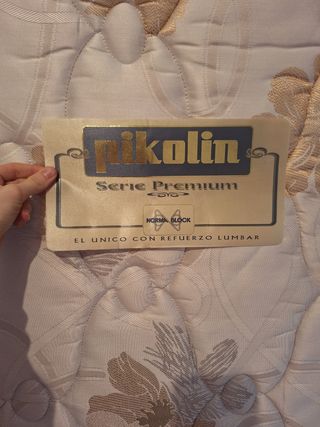 pikolin
Serie Premium
NORMA BLOCK
EL UNICO CON REFUERZO LUMBAR